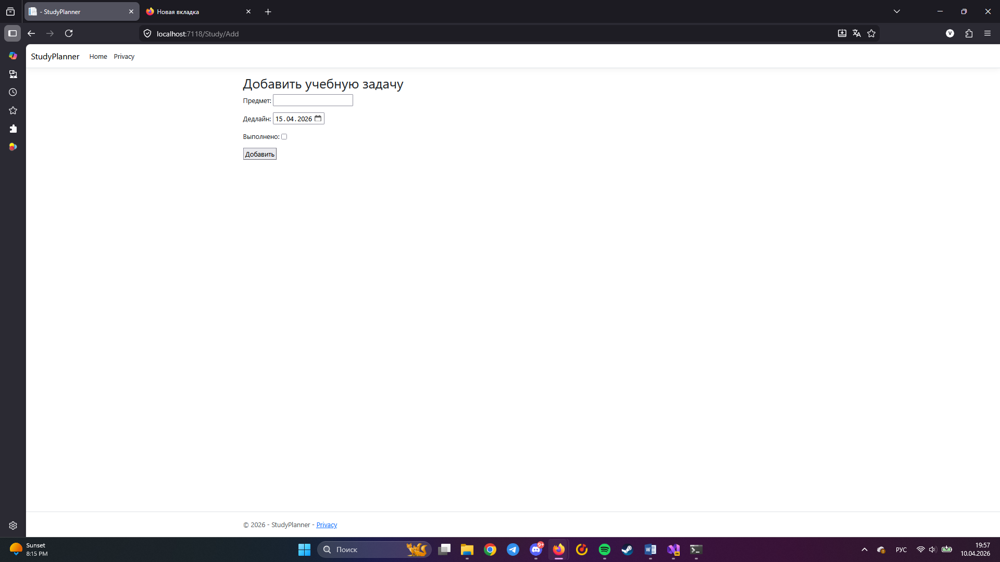 - StudyPlanner
Новая вкладка
localhost:7118/Study/Add
V
StudyPlanner Home Privacy
Добавить учебную задачу
Предмет:
Дедлайн: 15.04.2026
Выполнено:
Добавить
© 2026 - StudyPlanner - Privacy
Sunset
8:15 PM
Поиск
9+
РУС
19:57
10.04.2026